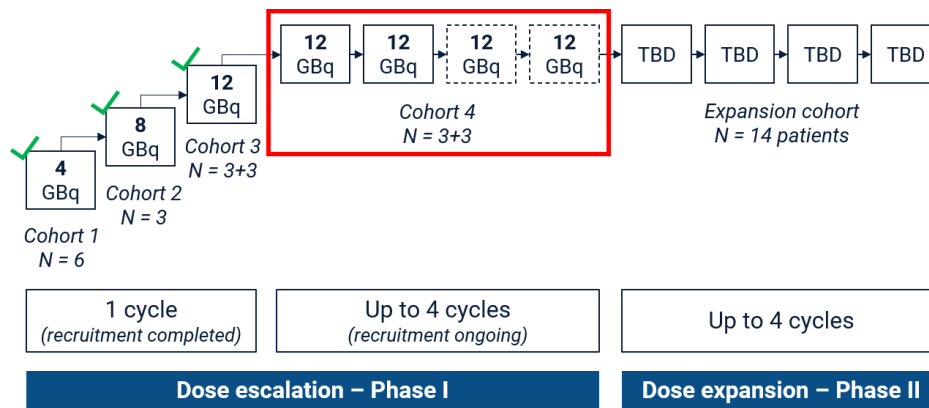 12
GBq
12
GBq
12
GBq
12
GBq
TBD
TBD
TBD
TBD
12
GBq
Cohort 4
N = 3+3
Expansion cohort
N = 14 patients
8
GBq
Cohort 3
N = 3+3
4
GBq
Cohort 2
N = 3
Cohort 1
N = 6
1 cycle
(recruitment completed)
Up to 4 cycles
(recruitment ongoing)
Up to 4 cycles
Dose escalation – Phase I
Dose expansion – Phase II